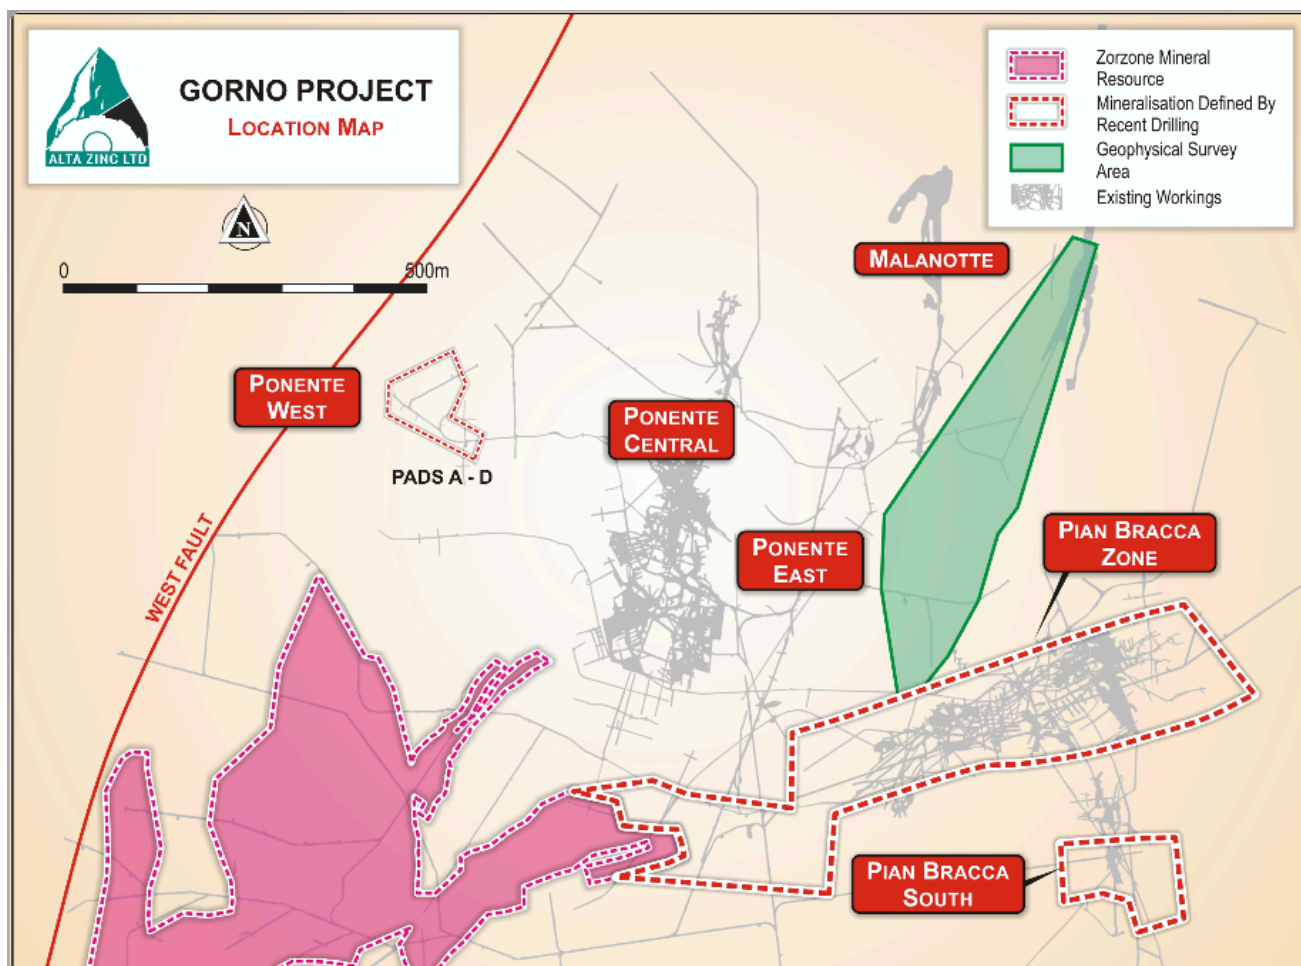 GORNO PROJECT
LOCATION MAP
ALTA ZINC LTD
N
0
500m
Zorzone Mineral
Resource
Mineralisation Defined By
Recent Drilling
Geophysical Survey
Area
Existing Workings
MALANOTTE
PONENTE
WEST
PONENTE
CENTRAL
PADS A - D
WEST FAULT
PONENTE
EAST
PIAN BRACCA
ZONE
PIAN BRACCA
SOUTH